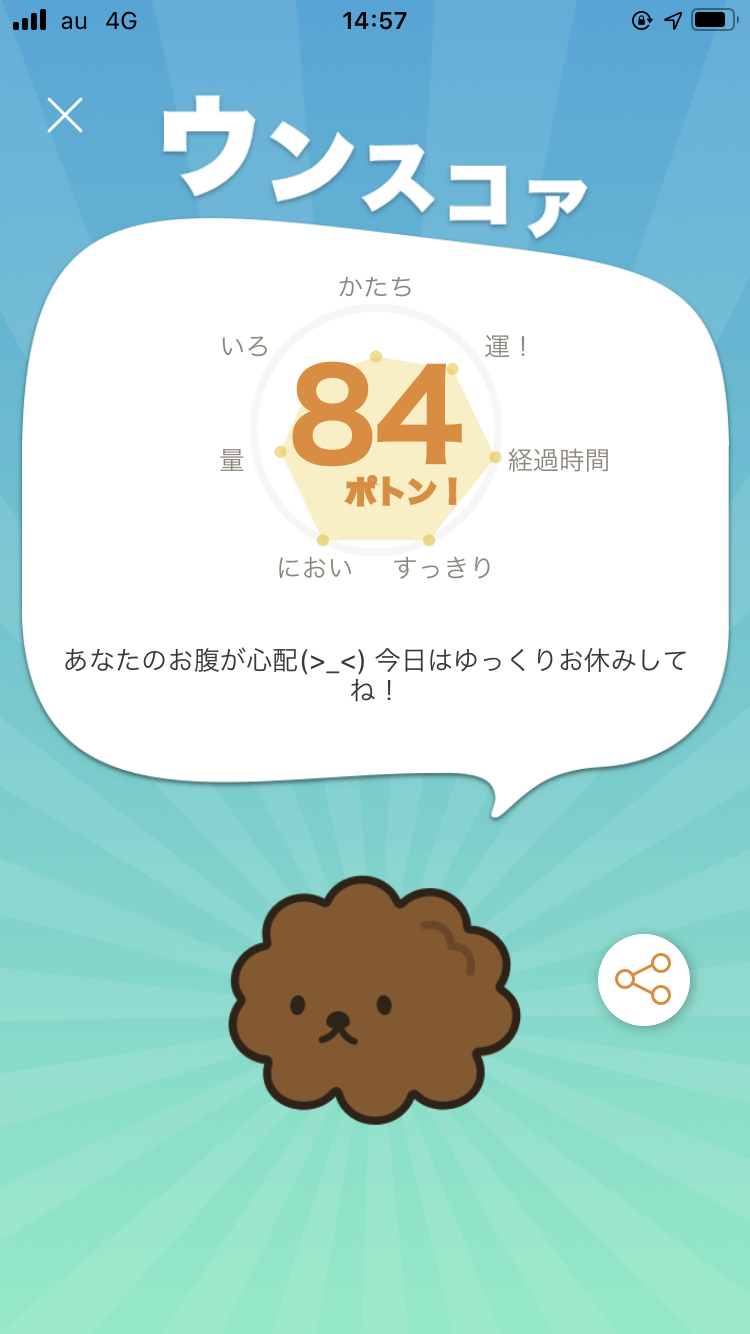 au 4G 14:57
ウンスコア
かたち
いろ
運！
84
ポトン！
量
経過時間
におい
すっきり
あなたのお腹が心配(>_<) 今日はゆっくりお休みして
ね！